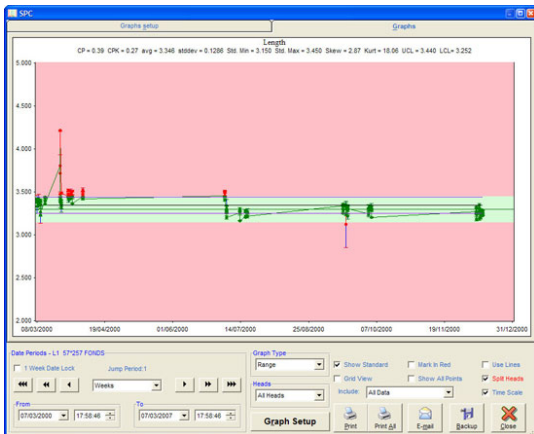 SPC
Graphs setup
Graphs
Length
CP = 0.39 CPK = 0.27 avg = 3.346 stddev = 0.1286 Std. Min = 3.150 Std. Max = 3.450 Skew = 2.87 Kurt = 18.06 UCL = 3.440 LCL= 3.252
5.000
4.500
4.000
3.500
3.000
2.500
2.000
08/03/2000 19/04/2000 01/06/2000 14/07/2000 25/08/2000 07/10/2000 19/11/2000 31/12/2000
Date Periods - L1 57*257 FONDS
1 Week Date Lock
Jump Period:1
Weeks
From
07/03/2000 17:58:46
To
07/03/2007 17:58:46
Graph Type
Range
Heads
All Heads
Graph Setup
Show Standard
Mark In Red
Use Lines
Grid View
Show All Points
Split Heads
Include: All Data
Time Scale
Print
Print All
E-mail
Backup
Close